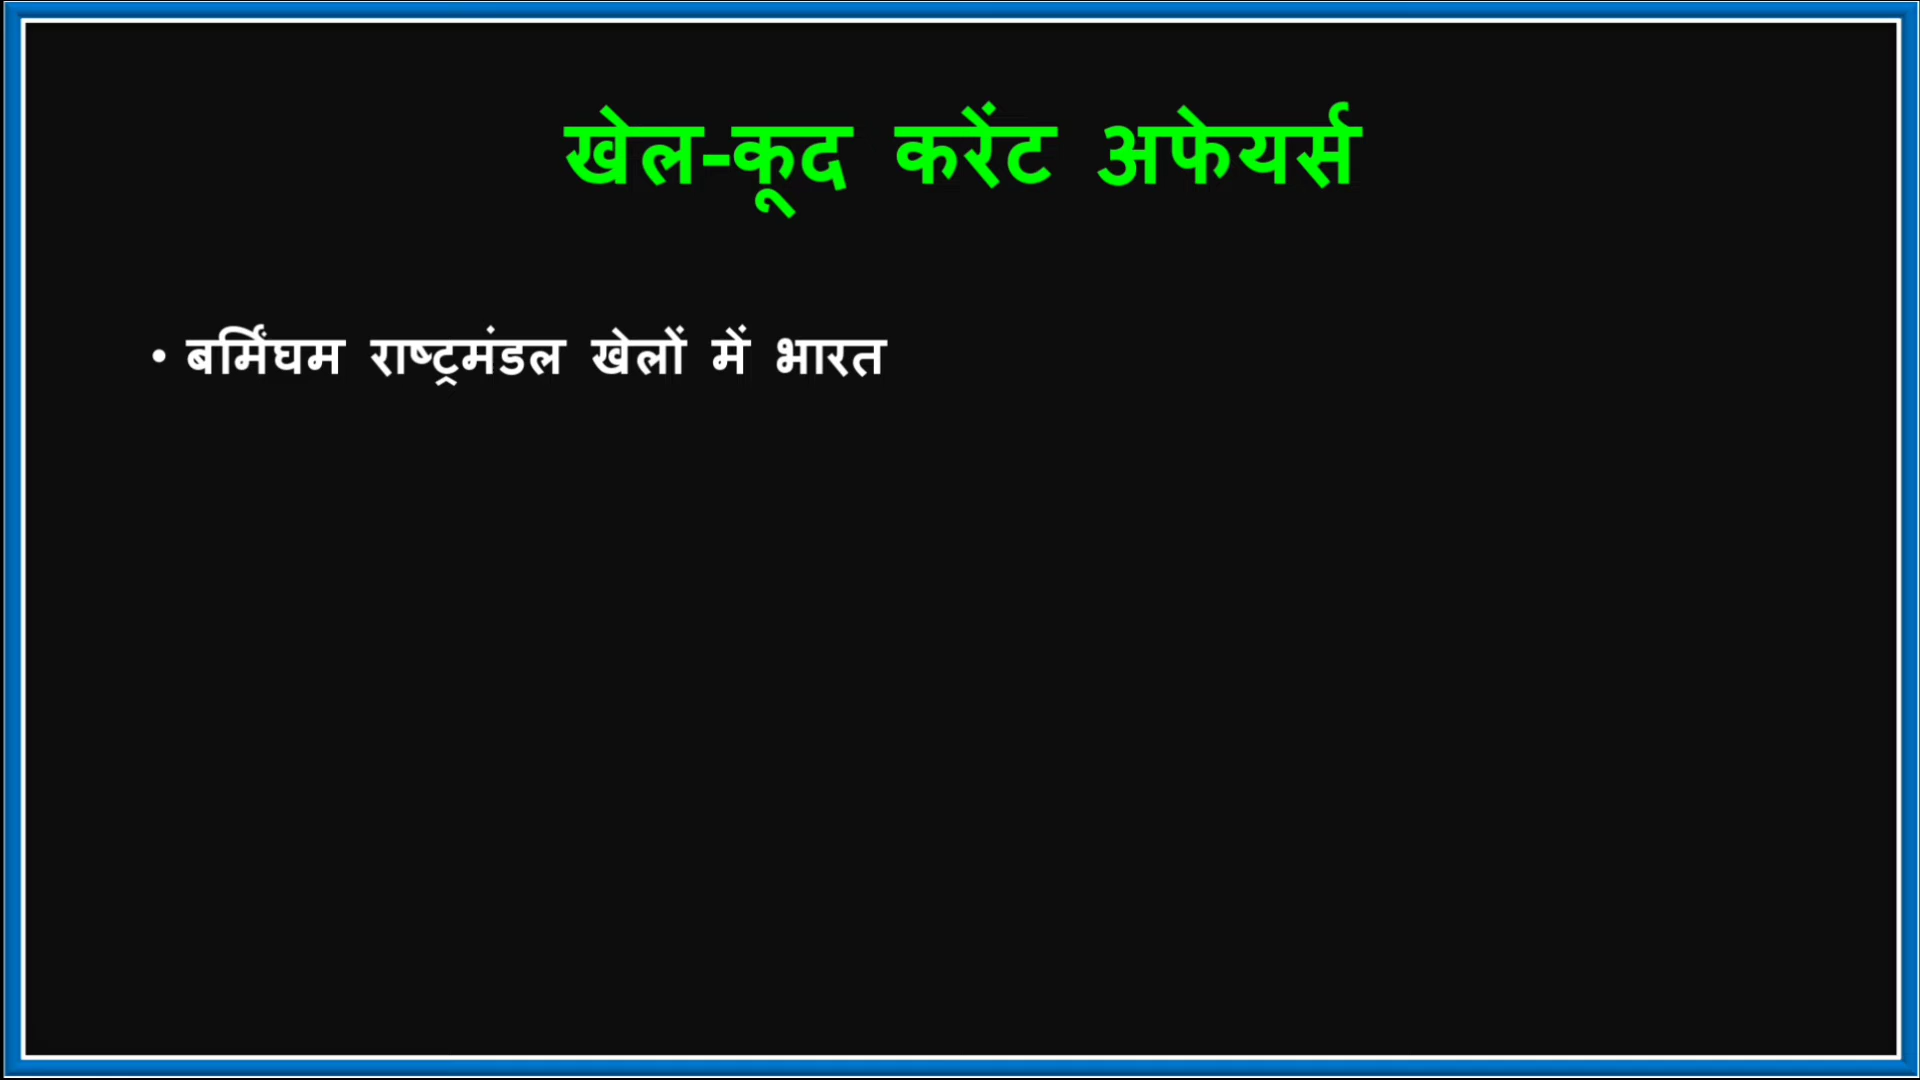 खेल-कूद करेंट अफेयर्स
• बर्मिंघम राष्ट्रमंडल खेलों में भारत